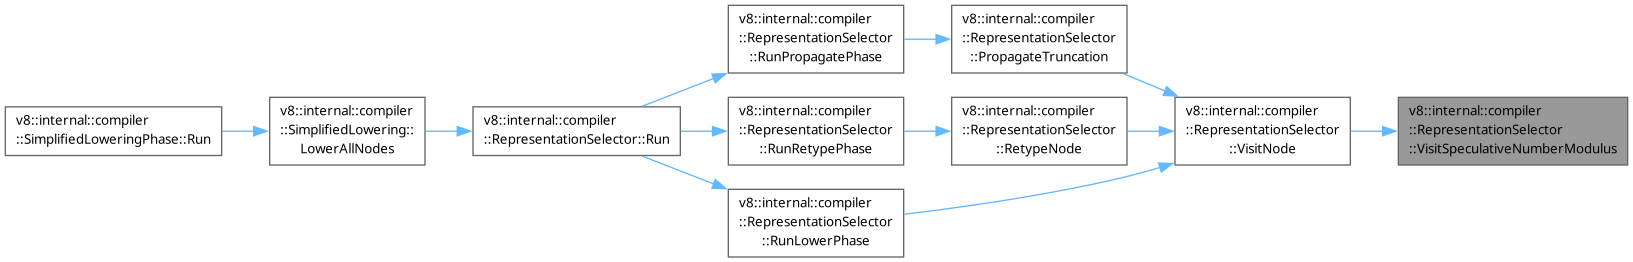 v8::internal::compiler
::SimplifiedLoweringPhase::Run
v8::internal::compiler
::SimplifiedLowering::
LowerAllNodes
v8::internal::compiler
::RepresentationSelector::Run
v8::internal::compiler
::RepresentationSelector
::RunPropagatePhase
v8::internal::compiler
::RepresentationSelector
::PropagateTruncation
v8::internal::compiler
::RepresentationSelector
::RunRetypePhase
v8::internal::compiler
::RepresentationSelector
::RetypeNode
v8::internal::compiler
::RepresentationSelector
::RunLowerPhase
v8::internal::compiler
::RepresentationSelector
::VisitNode
v8::internal::compiler
::RepresentationSelector
::VisitSpeculativeNumberModulus